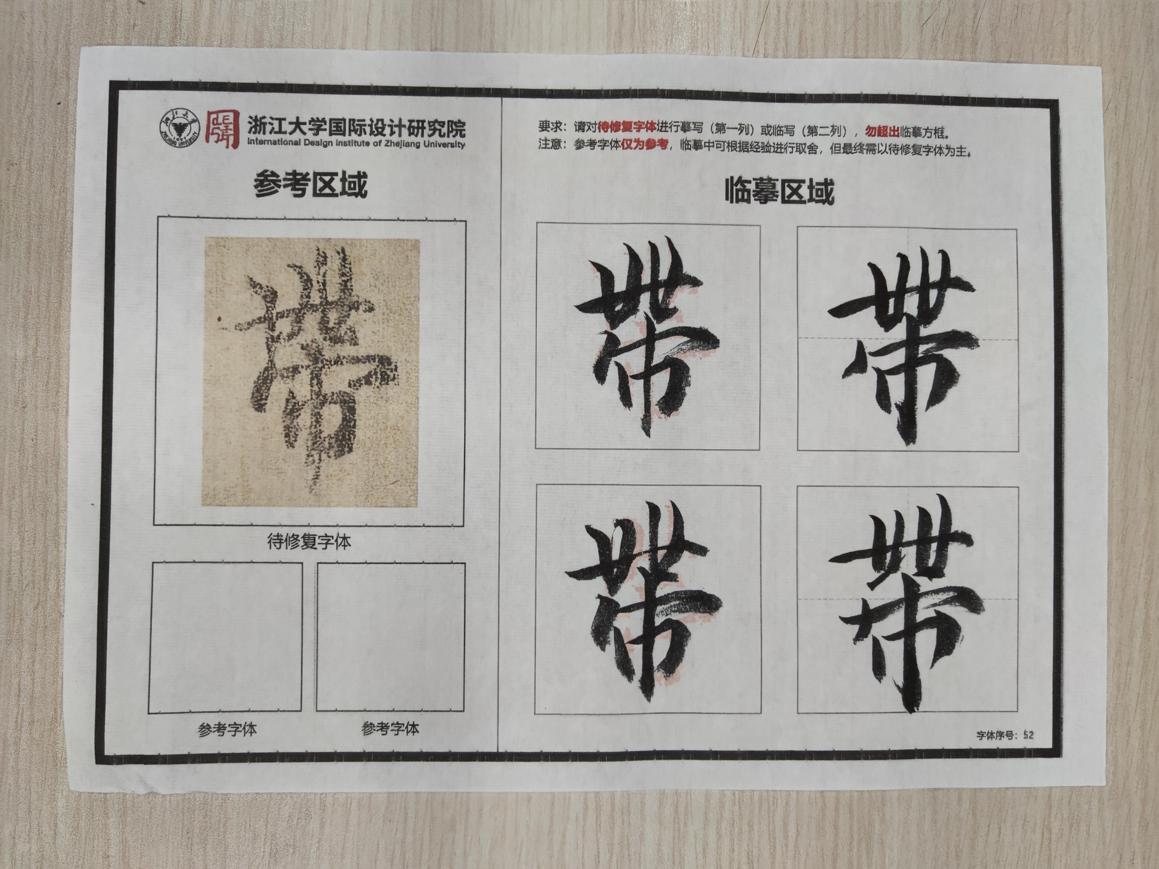 浙江大学国际设计研究院
International Design Institute of Zhejiang University
要求：请对待修复字体进行摹写（第一列）或临写（第二列），勿超出临摹方框。
注意：参考字体仅为参考，临摹中可根据经验进行取舍，但最终需以待修复字体为主。
参考区域
临摹区域
帶
帶 帶
待修复字体
帶 帶
参考字体 参考字体
字体序号：52